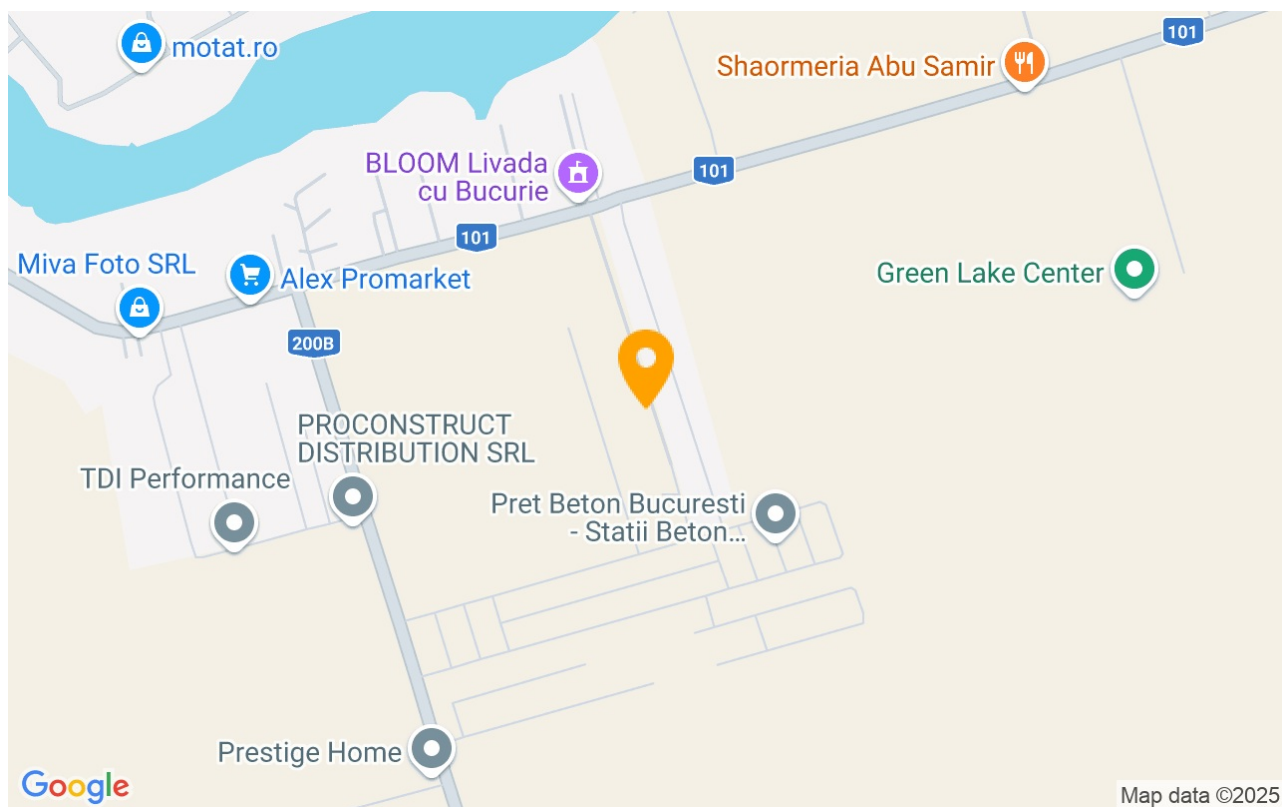 101
motat.ro
Shaormeria Abu Samir
BLOOM Livada
cu Bucurie
101
101
Miva Foto SRL
Alex Promarket
Green Lake Center
200B
PROCONSTRUCT
DISTRIBUTION SRL
TDI Performance
Pret Beton Bucuresti
- Statii Beton...
Prestige Home
Google
Map data ©2025